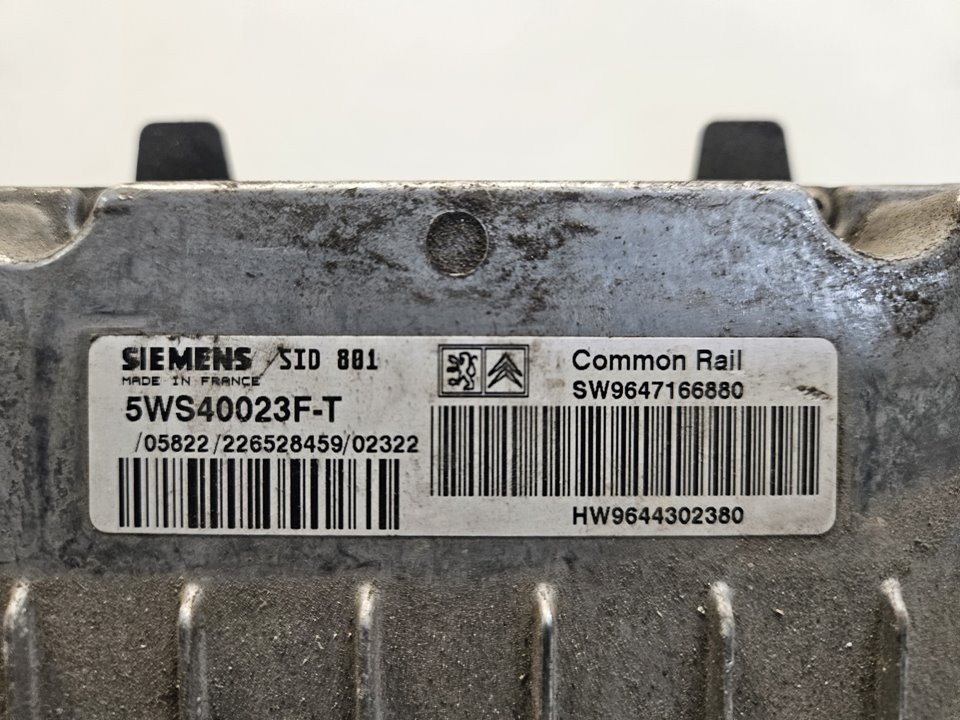 SIEMENS SID 801
MADE IN FRANCE
5WS40023F-T
/05822/226528459/02322
Common Rail
SW9647166880
HW9644302380